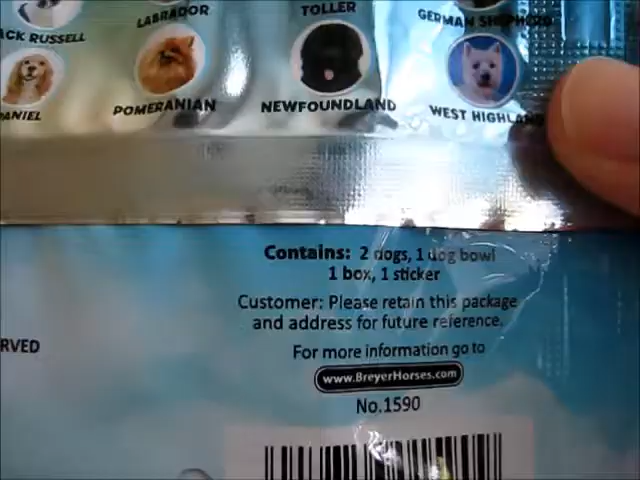 LABRADOR
TOLLER
GERMAN SHEPHERD
CK RUSSELL
ANIEL
POMERANIAN
NEWFOUNDLAND
WEST HIGHLAND
Contains: 2 dogs, 1 dog bowl
1 box, 1 sticker
Customer: Please retain this package
and address for future reference.
RVED
For more information go to
www.BreyerHorses.com
No.1590